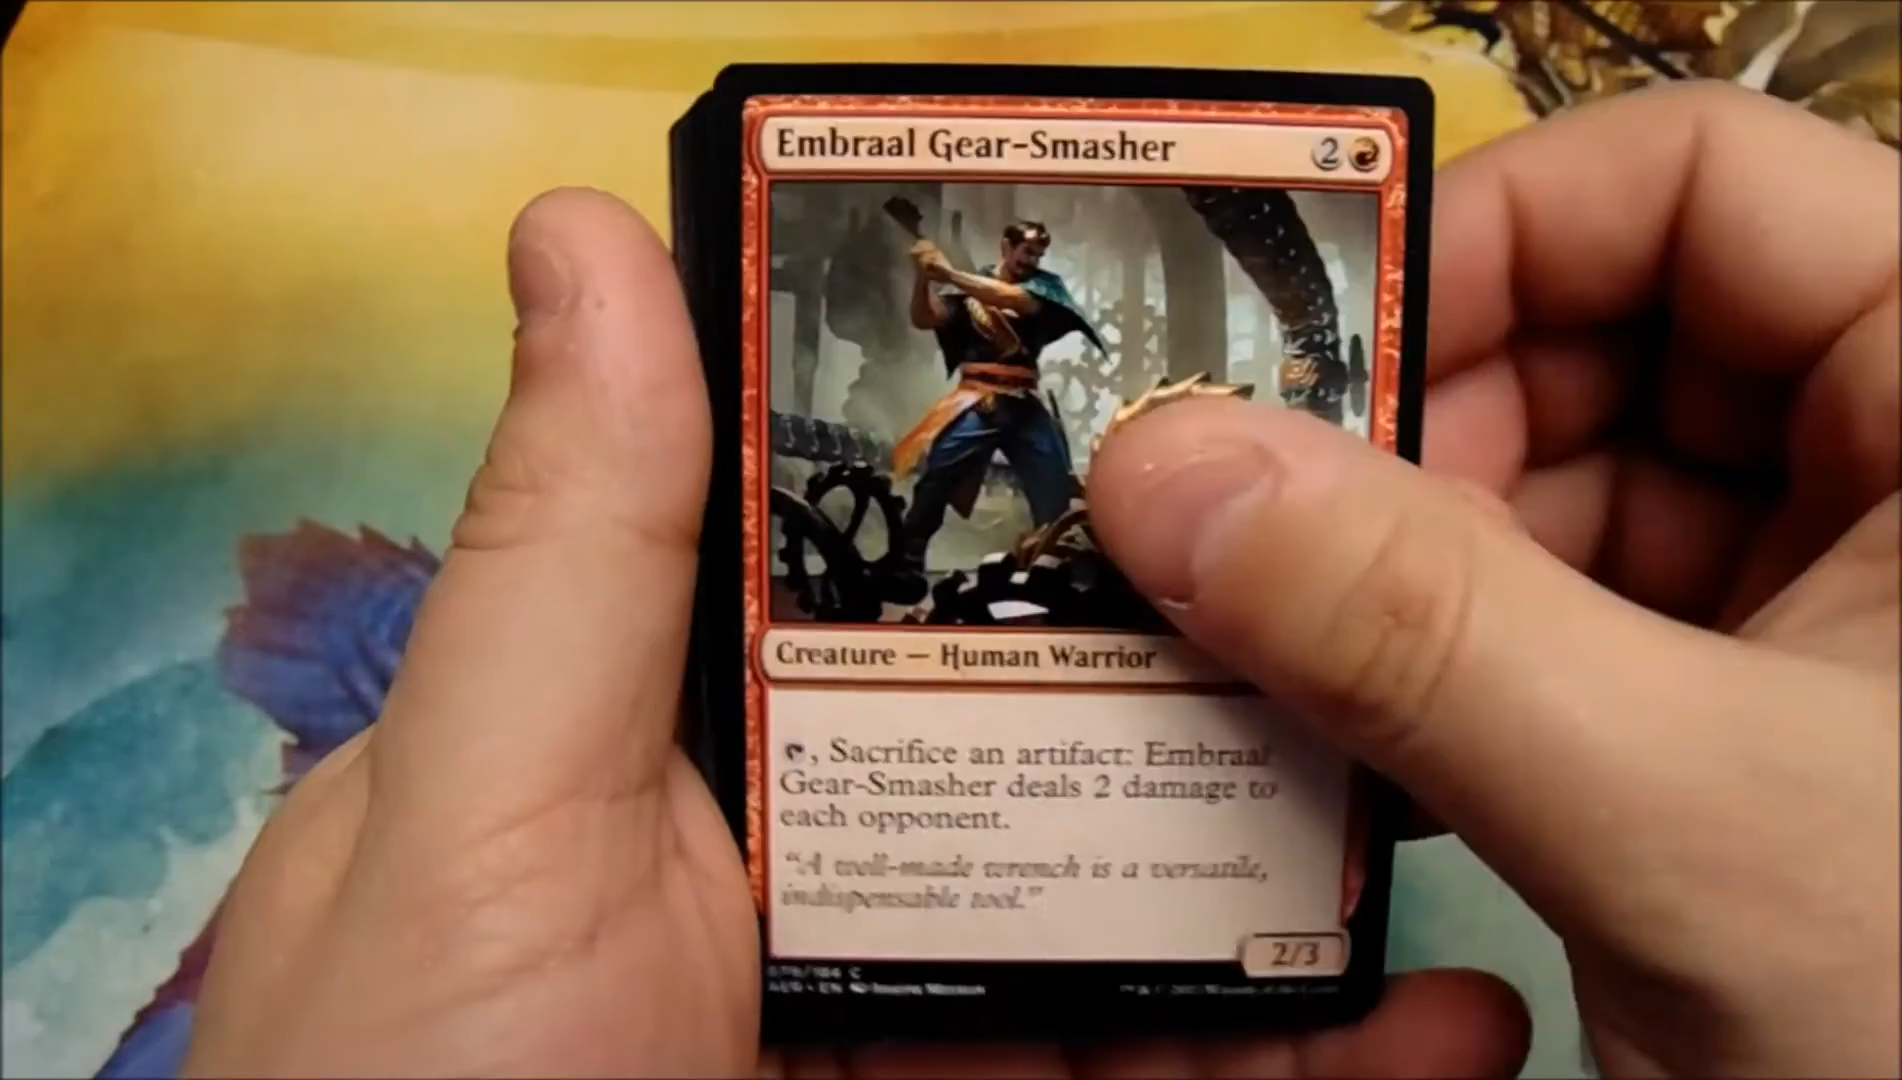 Embraal Gear-Smasher 2
Creature — Human Warrior
, Sacrifice an artifact: Embraal
Gear-Smasher deals 2 damage to
each opponent.
"A well-made wrench is a versatile,
indispensable tool."
2/3
/184 C
AER • EN